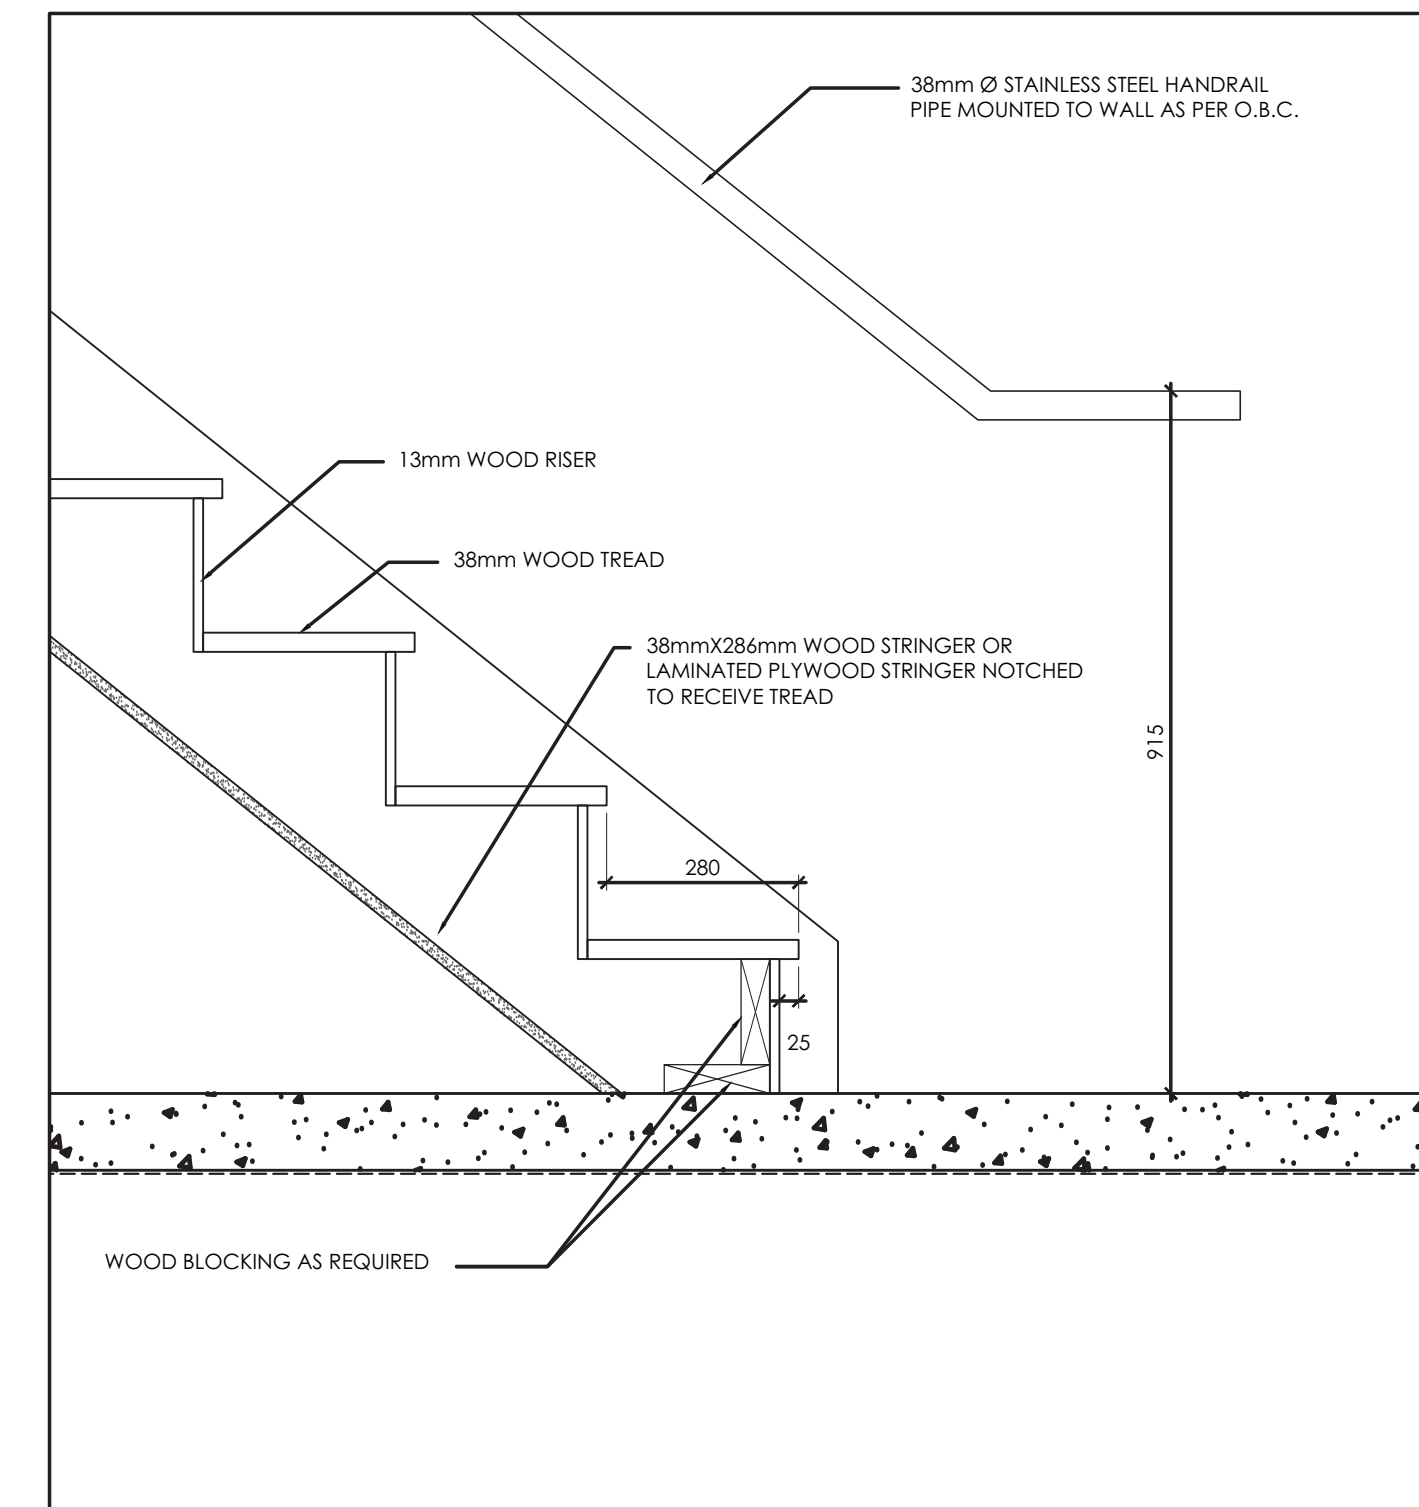 38mm Ø STAINLESS STEEL HANDRAIL
PIPE MOUNTED TO WALL AS PER O.B.C.
13mm WOOD RISER
38mm WOOD TREAD
38mmX286mm WOOD STRINGER OR
LAMINATED PLYWOOD STRINGER NOTCHED
TO RECEIVE TREAD
915
280
25
WOOD BLOCKING AS REQUIRED